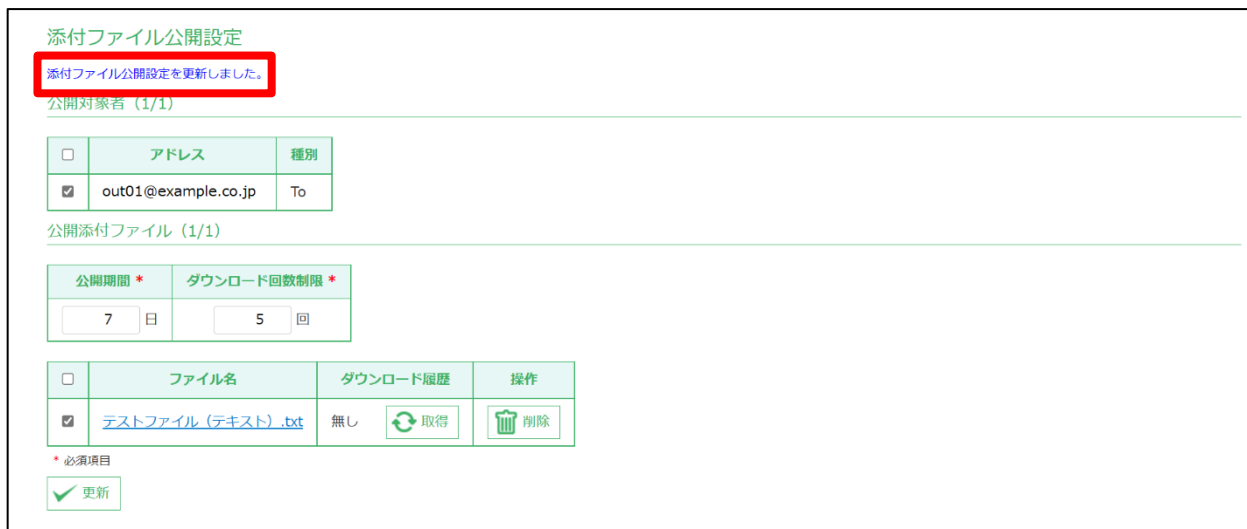 添付ファイル公開設定
添付ファイル公開設定を更新しました。
公開対象者（1/1）
アドレス 種別
out01@example.co.jp To
公開添付ファイル（1/1）
公開期間 * ダウンロード回数制限 *
7 日 5 回
ファイル名 ダウンロード履歴 操作
テストファイル（テキスト）.txt 無し 取得 削除
* 必須項目
更新